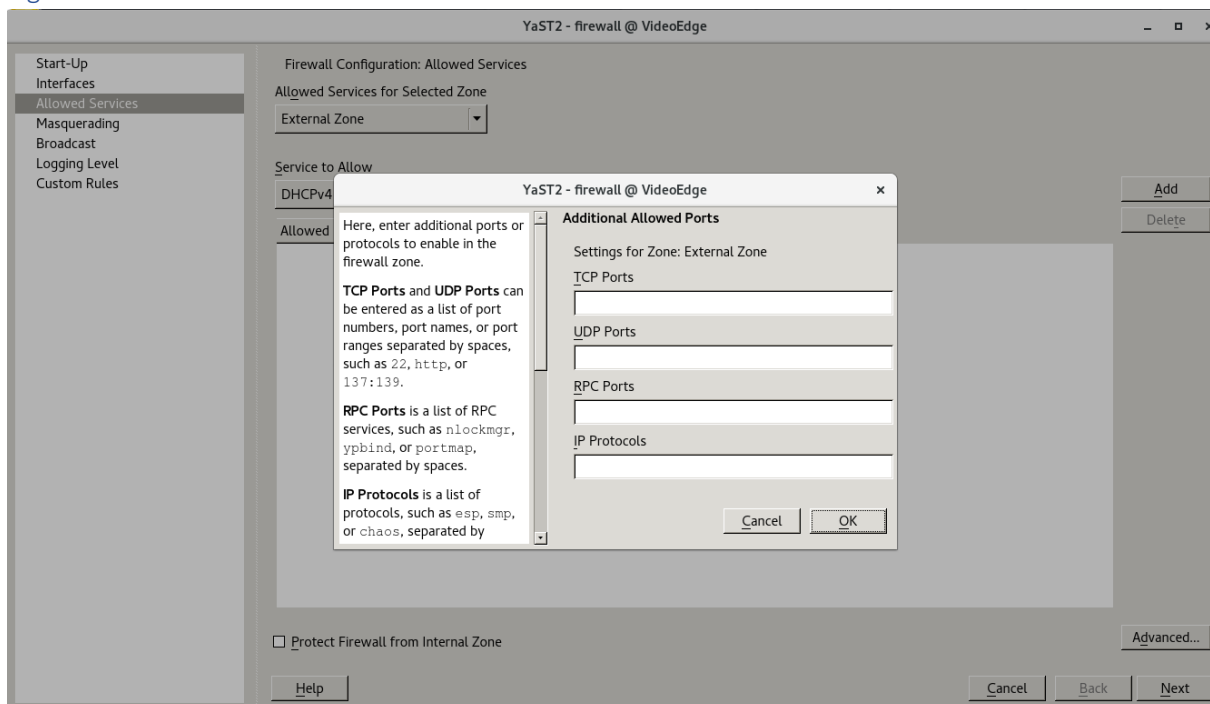 YaST2 - firewall @ VideoEdge
Start-Up
Interfaces
Allowed Services
Masquerading
Broadcast
Logging Level
Custom Rules
Firewall Configuration: Allowed Services
Allowed Services for Selected Zone
External Zone
Service to Allow
DHCPv4
Add
Allowed
Delete
YaST2 - firewall @ VideoEdge
Here, enter additional ports or
protocols to enable in the
firewall zone.
TCP Ports and UDP Ports can
be entered as a list of port
numbers, port names, or port
ranges separated by spaces,
such as 22, http, or
137:139.
RPC Ports is a list of RPC
services, such as nlockmgr,
ypbind, or portmap,
separated by spaces.
IP Protocols is a list of
protocols, such as esp, smp,
or chaos, separated by
Additional Allowed Ports
Settings for Zone: External Zone
TCP Ports
UDP Ports
RPC Ports
IP Protocols
Cancel
OK
Protect Firewall from Internal Zone
Advanced...
Help
Cancel
Back
Next